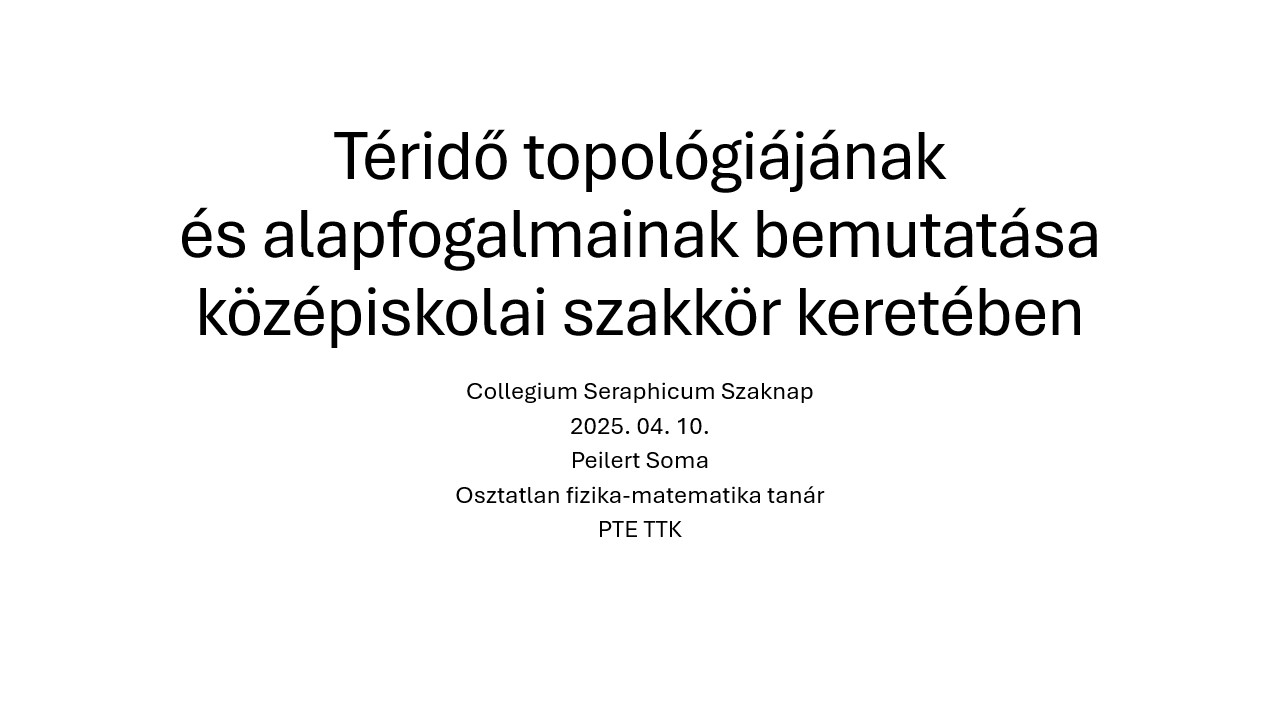 Téridő topológiájának
és alapfogalmainak bemutatása
középiskolai szakkör keretében
Collegium Seraphicum Szaknap
2025. 04. 10.
Peilert Soma
Osztatlan fizika-matematika tanár
PTE TTK